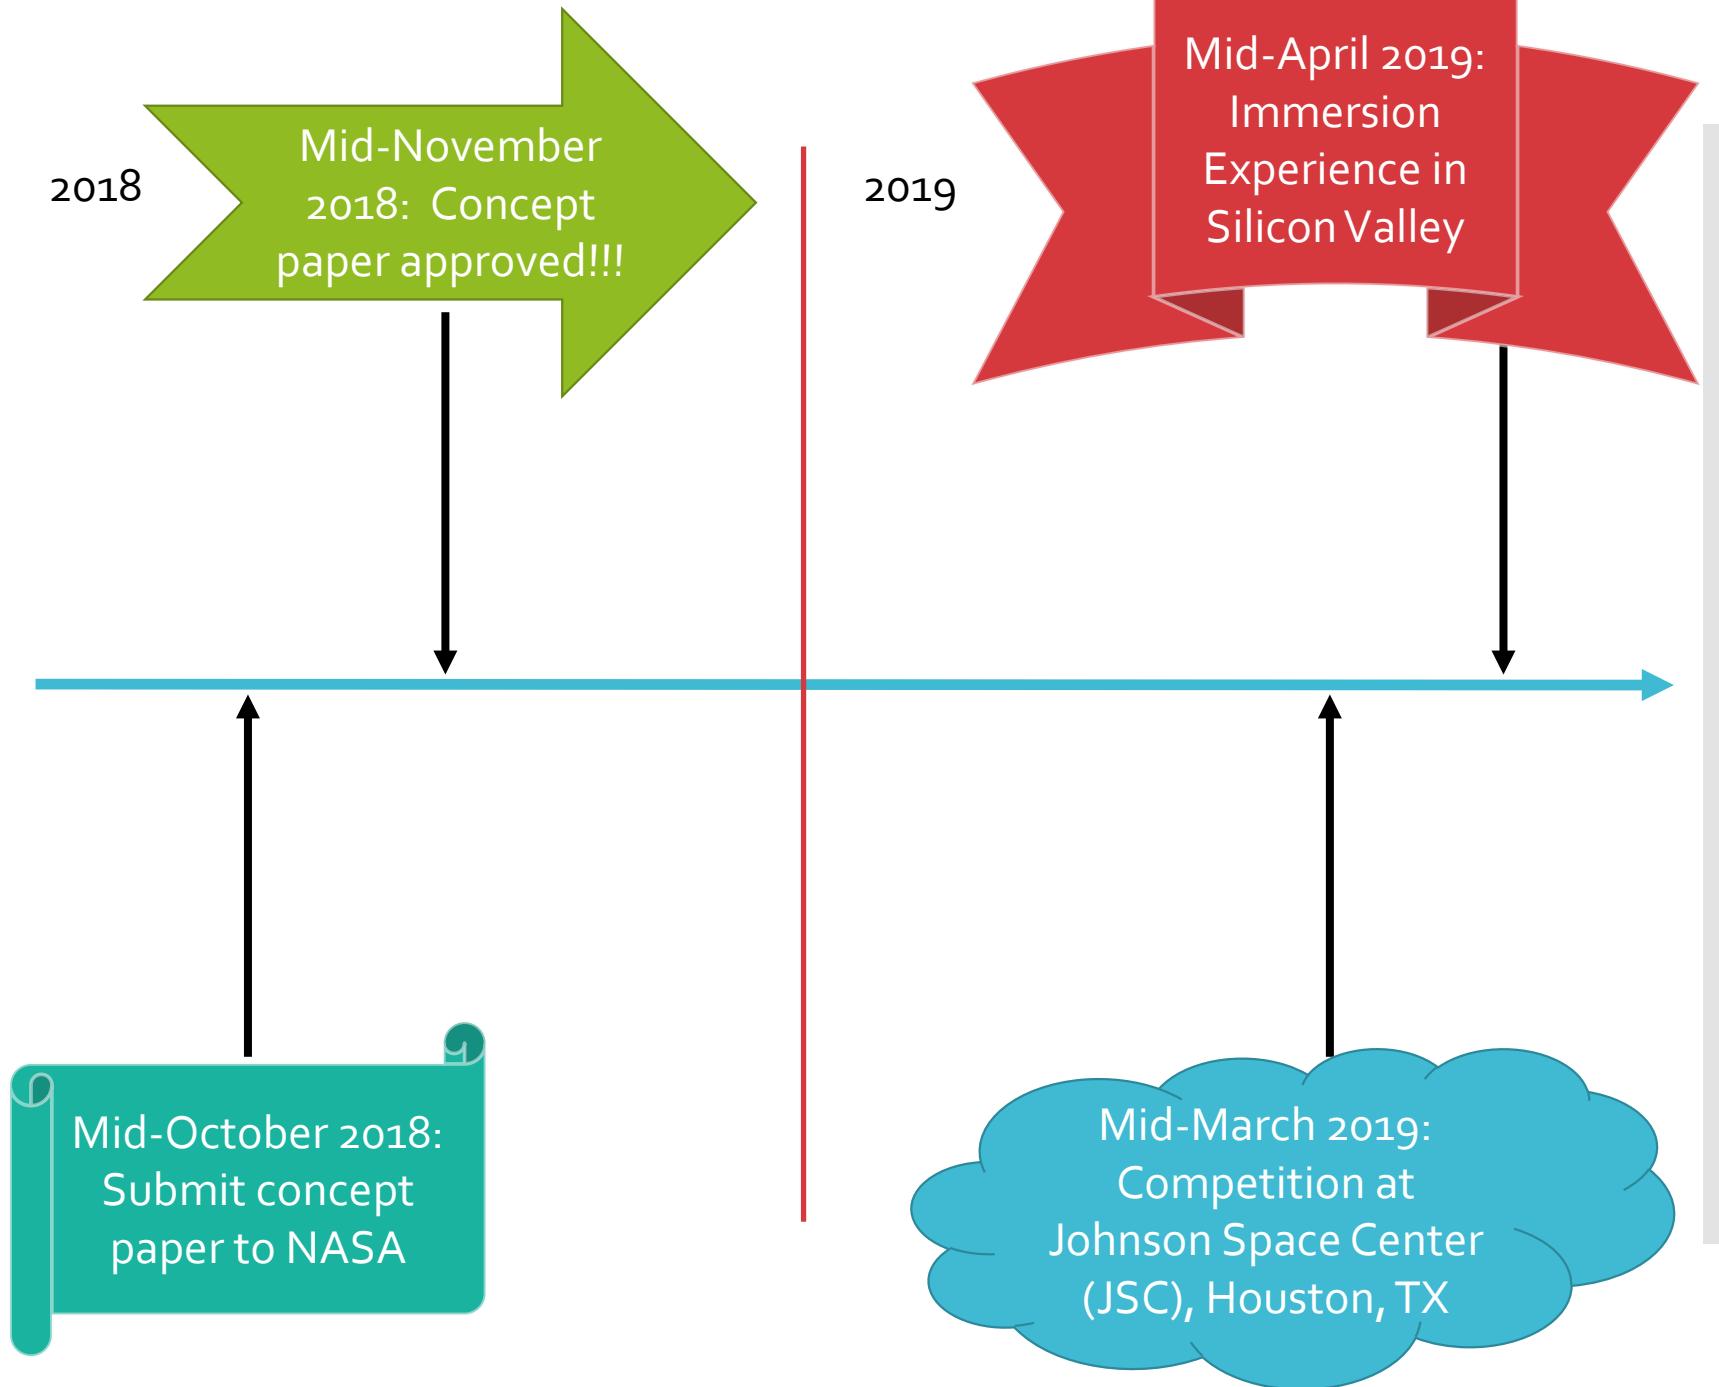 2018
Mid-November
2018:  Concept
paper approved!!!
2019
Mid-April 2019:
Immersion
Experience in
Silicon Valley
Mid-October 2018:
Submit concept
paper to NASA
Mid-March 2019:
Competition at
Johnson Space Center
(JSC), Houston, TX